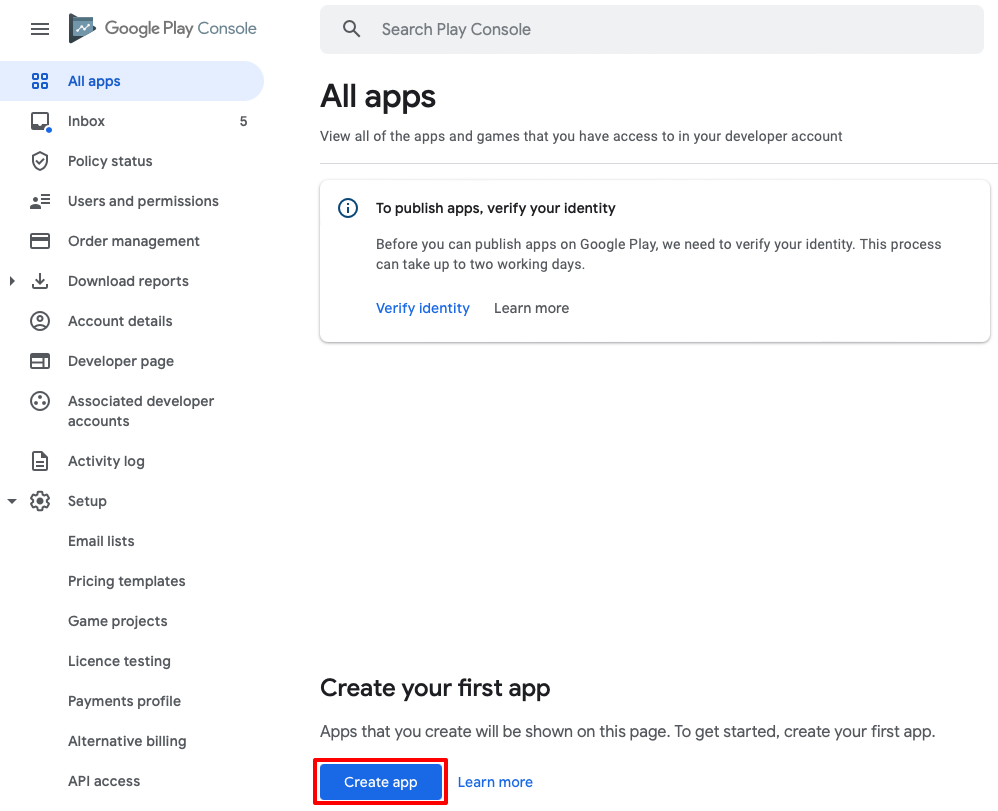 Google Play Console
Search Play Console
All apps
Inbox 5
Policy status
Users and permissions
Order management
Download reports
Account details
Developer page
Associated developer
accounts
Activity log
Setup
Email lists
Pricing templates
Game projects
Licence testing
Payments profile
Alternative billing
API access
All apps
View all of the apps and games that you have access to in your developer account
To publish apps, verify your identity
Before you can publish apps on Google Play, we need to verify your identity. This process
can take up to two working days.
Verify identity Learn more
Create your first app
Apps that you create will be shown on this page. To get started, create your first app.
Create app Learn more